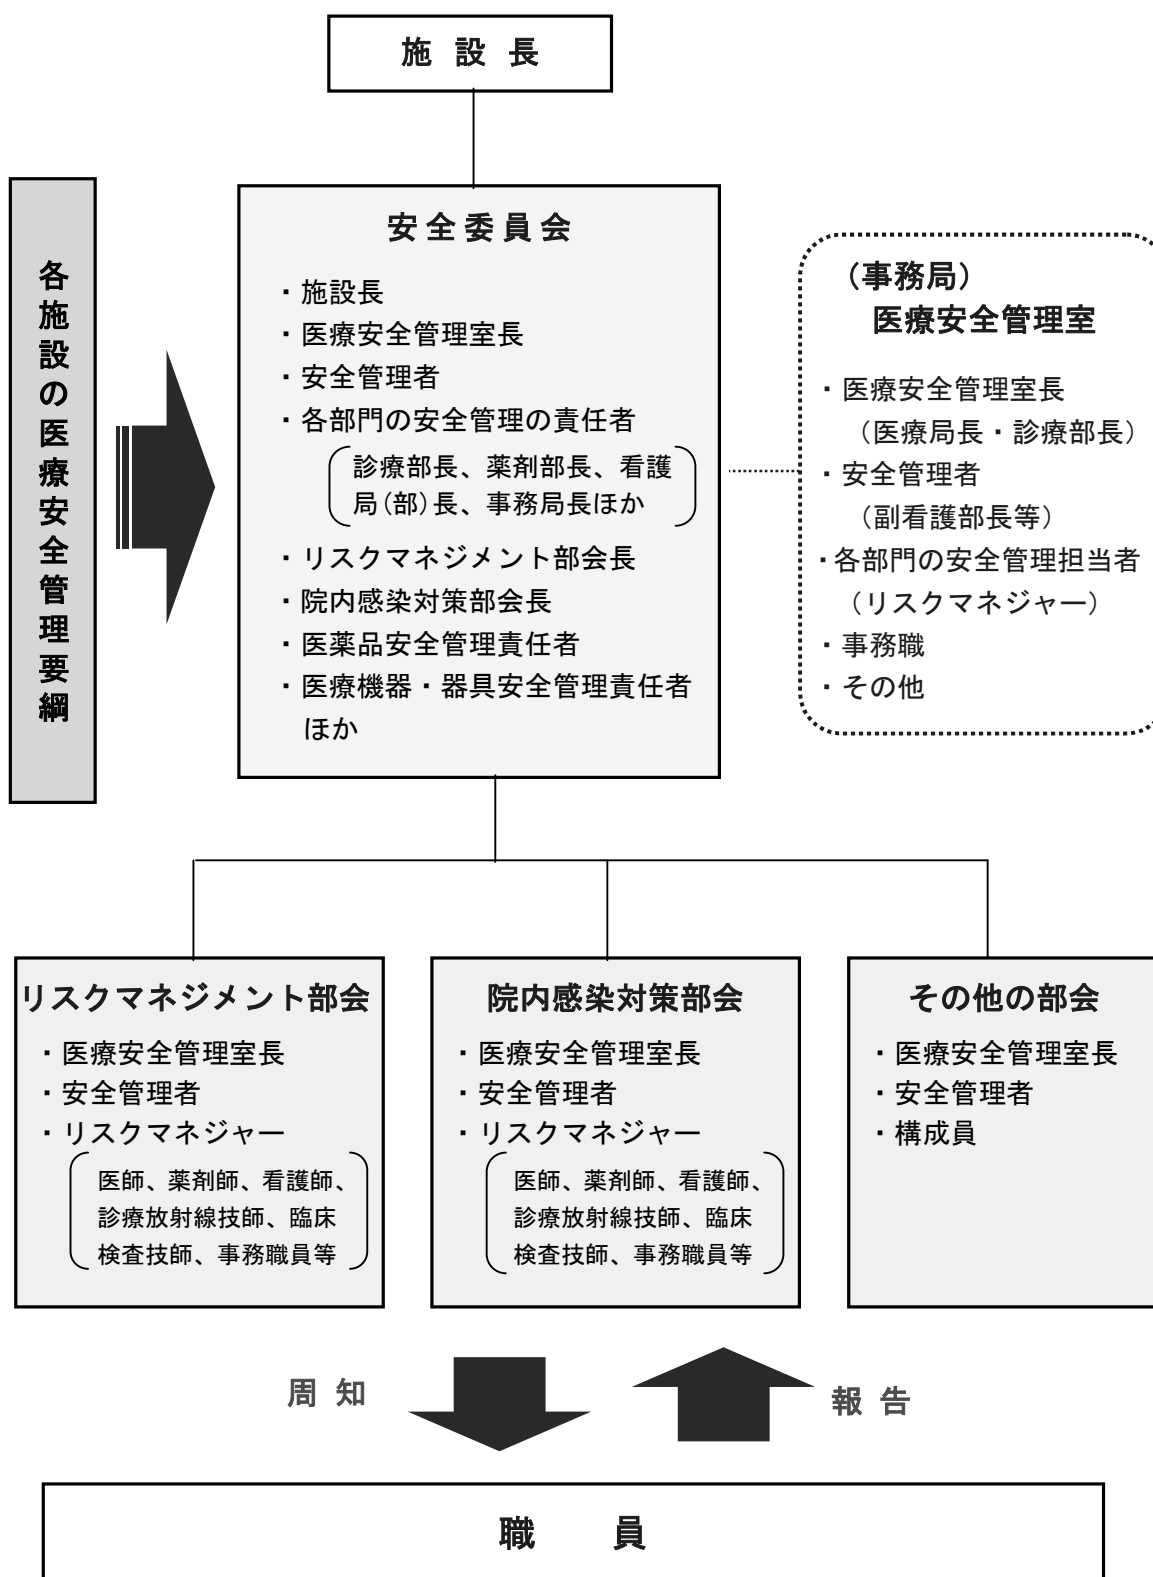 施設長
各施設の医療安全管理要綱
安全委員会
・施設長
・医療安全管理室長
・安全管理者
・各部門の安全管理の責任者
診療部長、薬剤部長、看護
局(部)長、事務局長ほか
・リスクマネジメント部会長
・院内感染対策部会長
・医薬品安全管理責任者
・医療機器・器具安全管理責任者
ほか
（事務局）
医療安全管理室
・医療安全管理室長
（医療局長・診療部長）
・安全管理者
（副看護部長等）
・各部門の安全管理担当者
（リスクマネジャー）
・事務職
・その他
リスクマネジメント部会
・医療安全管理室長
・安全管理者
・リスクマネジャー
医師、薬剤師、看護師、
診療放射線技師、臨床
検査技師、事務職員等
院内感染対策部会
・医療安全管理室長
・安全管理者
・リスクマネジャー
医師、薬剤師、看護師、
診療放射線技師、臨床
検査技師、事務職員等
その他の部会
・医療安全管理室長
・安全管理者
・構成員
周知
報告
職員